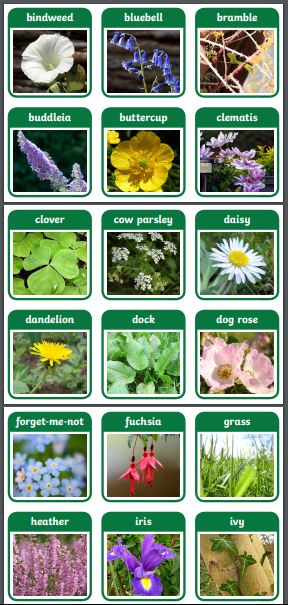 bindweed bluebell bramble
buddleia buttercup clematis
clover cow parsley daisy
dandelion dock dog rose
forget-me-not fuchsia grass
heather iris ivy